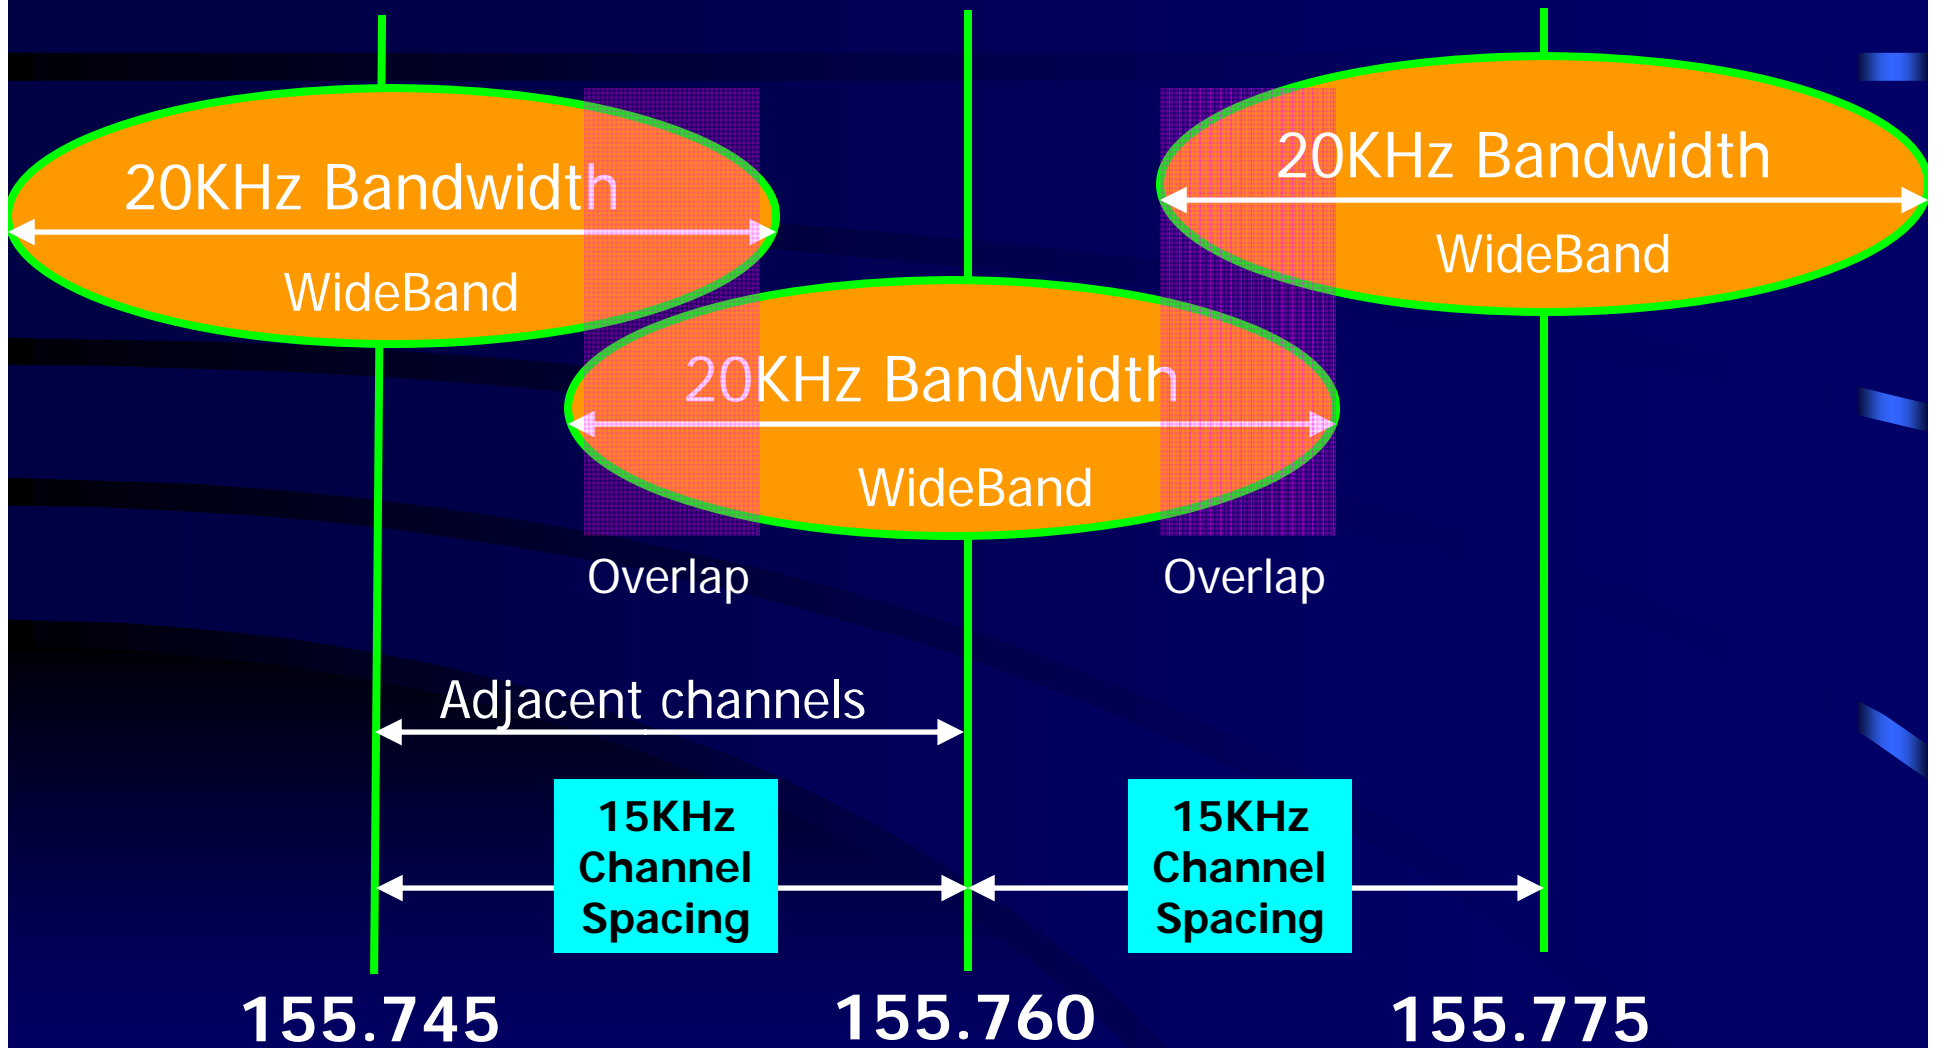 20KHz Bandwidth
WideBand
20KHz Bandwidth
WideBand
20KHz Bandwidth
WideBand
Overlap
Overlap
Adjacent channels
15KHz
Channel
Spacing
15KHz
Channel
Spacing
155.745
155.760
155.775